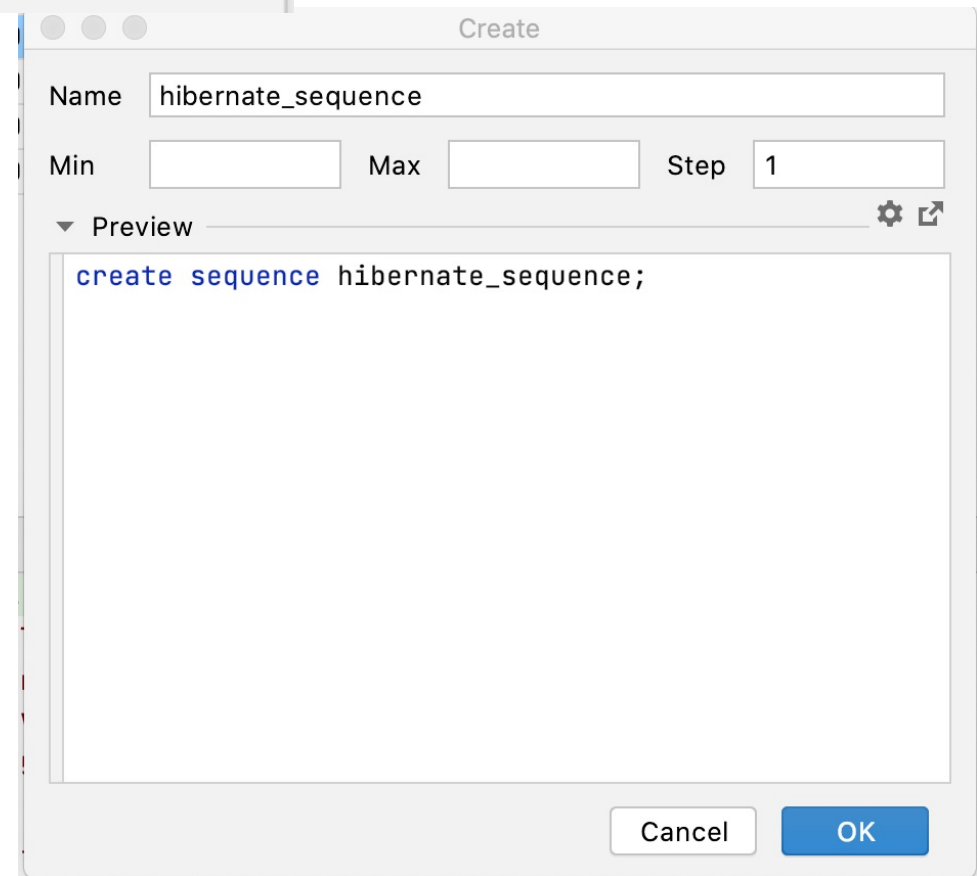 Create
Name hibernate_sequence
Min Max Step 1
Preview
create sequence hibernate_sequence;
Cancel OK